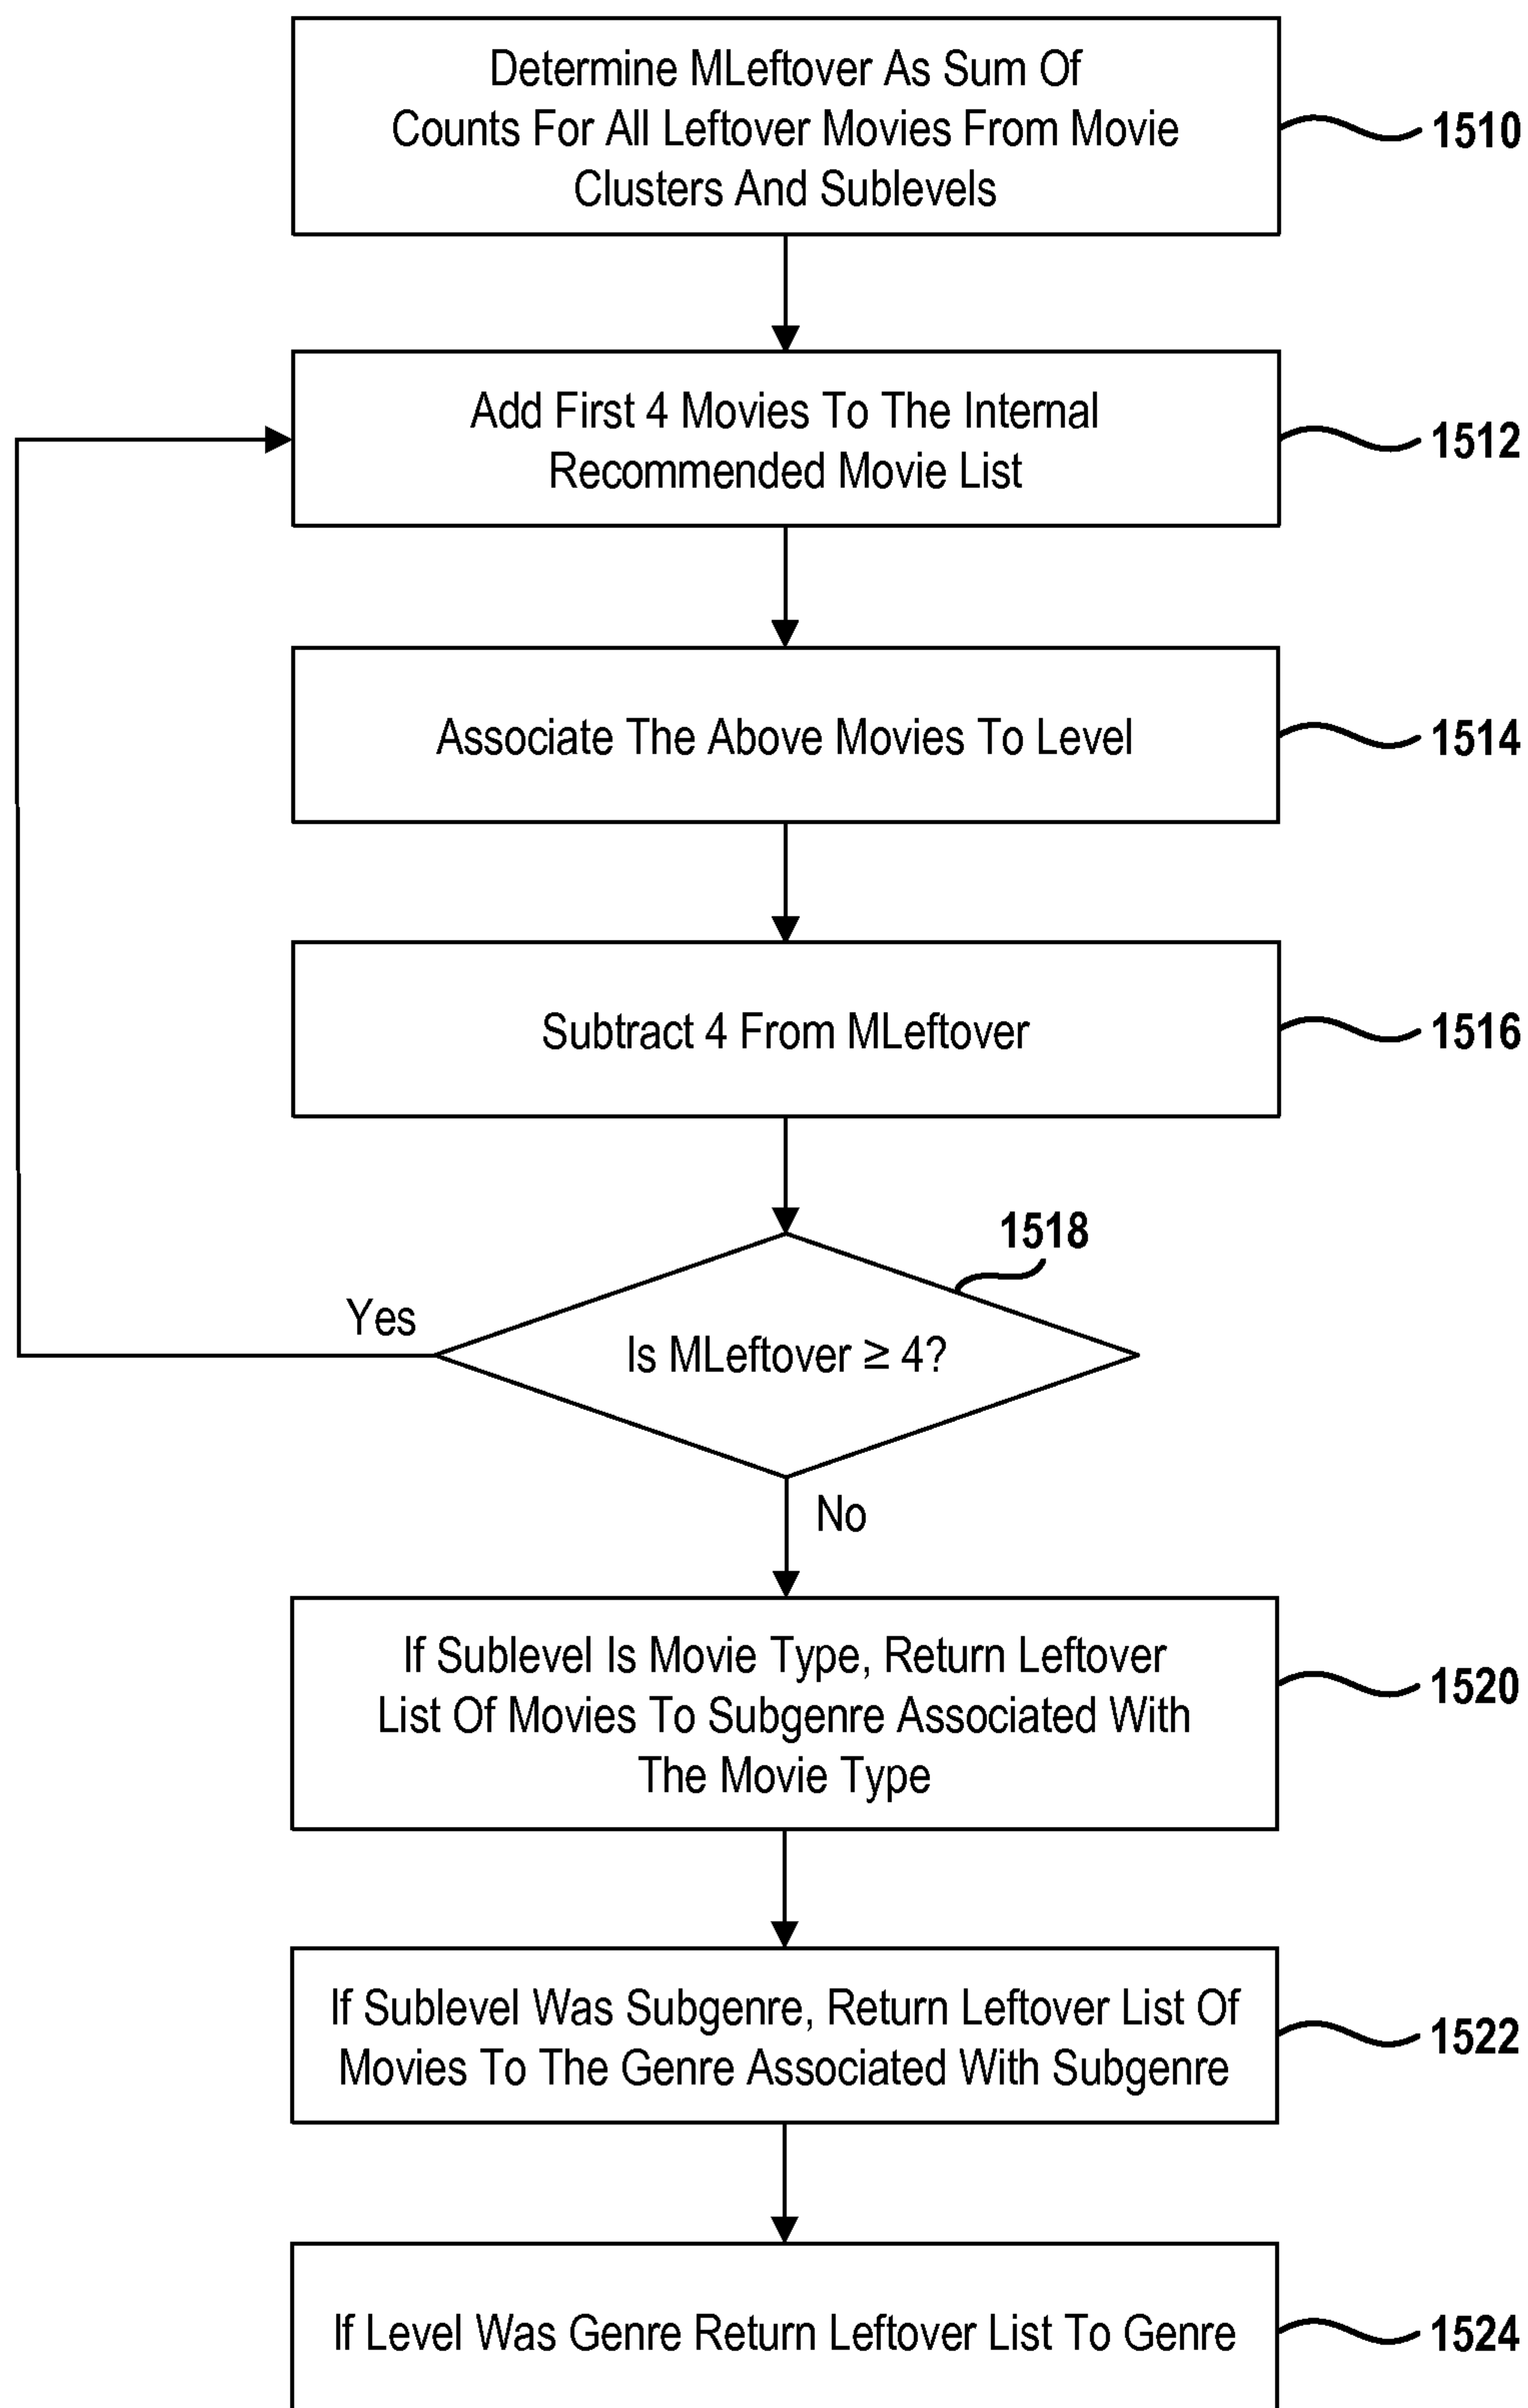 Determine MLeftover As Sum Of
Counts For All Leftover Movies From Movie
Clusters And Sublevels
1510
Add First 4 Movies To The Internal
Recommended Movie List
1512
Associate The Above Movies To Level
1514
Subtract 4 From MLeftover
1516
1518
Yes
Is MLeftover ≥ 4?
No
If Sublevel Is Movie Type, Return Leftover
List Of Movies To Subgenre Associated With
The Movie Type
1520
If Sublevel Was Subgenre, Return Leftover List Of
Movies To The Genre Associated With Subgenre
1522
If Level Was Genre Return Leftover List To Genre
1524